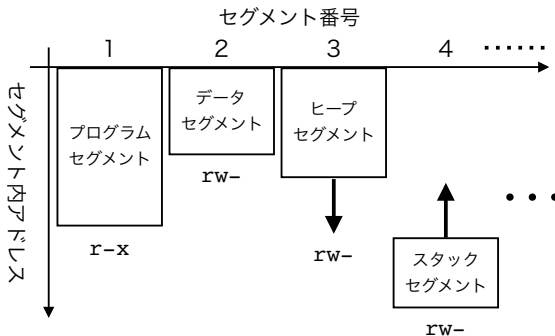 セグメント番号
1 2 3 4 ……
セグメント内アドレス
プログラム
セグメント
r-x
データ
セグメント
rw-
ヒープ
セグメント
rw-
スタック
セグメント
rw-